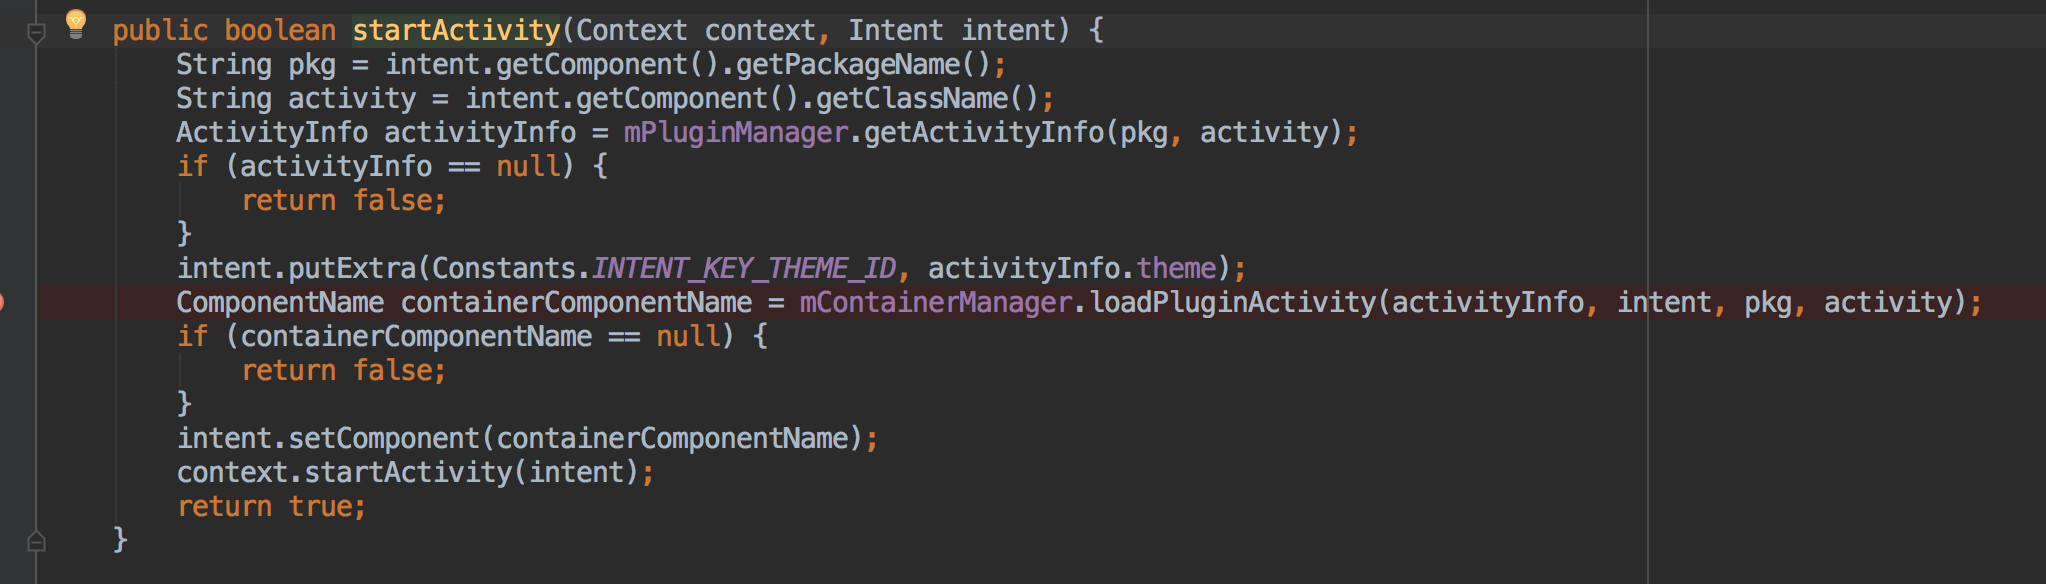 public boolean startActivity(Context context, Intent intent) {
String pkg = intent.getComponent().getPackageName();
String activity = intent.getComponent().getClassName();
ActivityInfo activityInfo = mPluginManager.getActivityInfo(pkg, activity);
if (activityInfo == null) {
return false;
}
intent.putExtra(Constants.INTENT_KEY_THEME_ID, activityInfo.theme);
ComponentName containerComponentName = mContainerManager.loadPluginActivity(activityInfo, intent, pkg, activity);
if (containerComponentName == null) {
return false;
}
intent.setComponent(containerComponentName);
context.startActivity(intent);
return true;
}